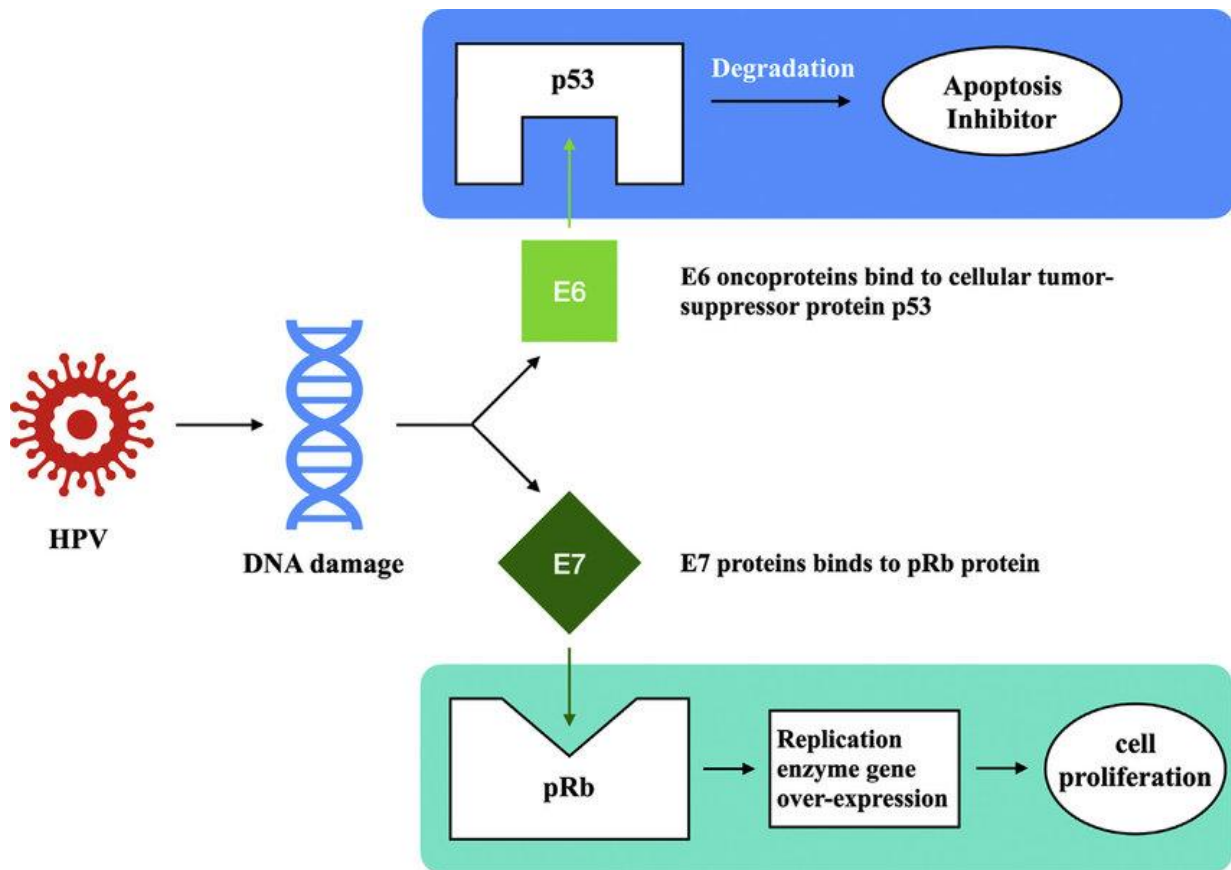 p53
Degradation
Apoptosis
Inhibitor
E6
E6 oncoproteins bind to cellular tumor-
suppressor protein p53
HPV
DNA damage
E7
E7 proteins binds to pRb protein
pRb
Replication
enzyme gene
over-expression
cell
proliferation